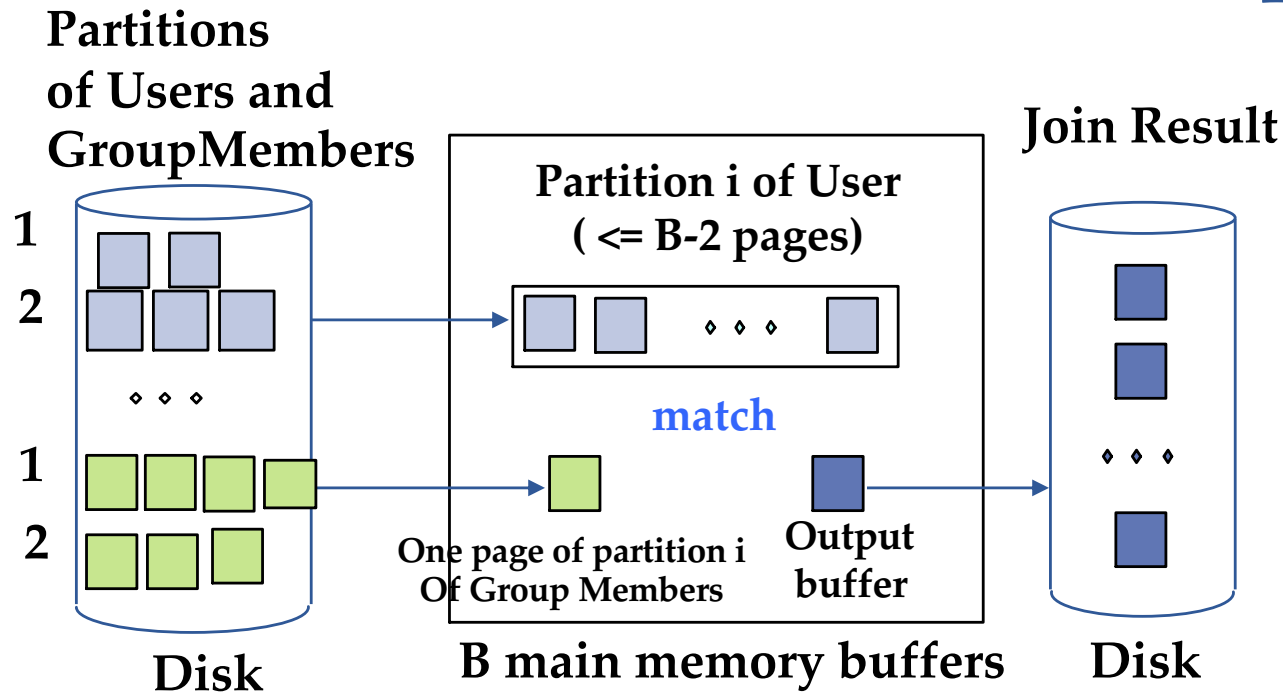 Partitions
of Users and
GroupMembers
Join Result
Partition i of User
( <= B-2 pages)
1
2
match
1
2
One page of partition i
Of Group Members
Output
buffer
Disk
B main memory buffers
Disk